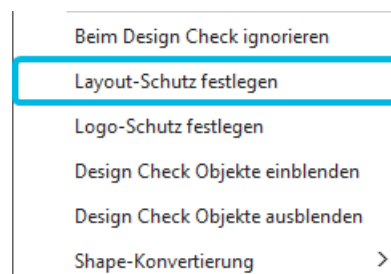 Beim Design Check ignorieren
Layout-Schutz festlegen
Logo-Schutz festlegen
Design Check Objekte einblenden
Design Check Objekte ausblenden
Shape-Konvertierung